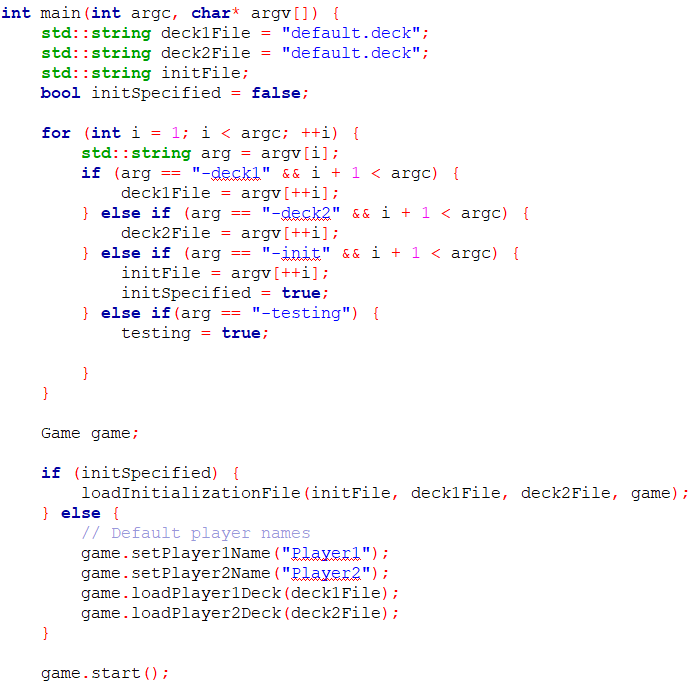 int main(int argc, char* argv[]) {
    std::string deck1File = "default.deck";
    std::string deck2File = "default.deck";
    std::string initFile;
    bool initSpecified = false;

    for (int i = 1; i < argc; ++i) {
        std::string arg = argv[i];
        if (arg == "-deck1" && i + 1 < argc) {
            deck1File = argv[++i];
        } else if (arg == "-deck2" && i + 1 < argc) {
            deck2File = argv[++i];
        } else if (arg == "-init" && i + 1 < argc) {
            initFile = argv[++i];
            initSpecified = true;
        } else if(arg == "-testing") {
            testing = true;

        }
    }

    Game game;

    if (initSpecified) {
        loadInitializationFile(initFile, deck1File, deck2File, game);
    } else {
        // Default player names
        game.setPlayer1Name("Player1");
        game.setPlayer2Name("Player2");
        game.loadPlayer1Deck(deck1File);
        game.loadPlayer2Deck(deck2File);
    }

    game.start();